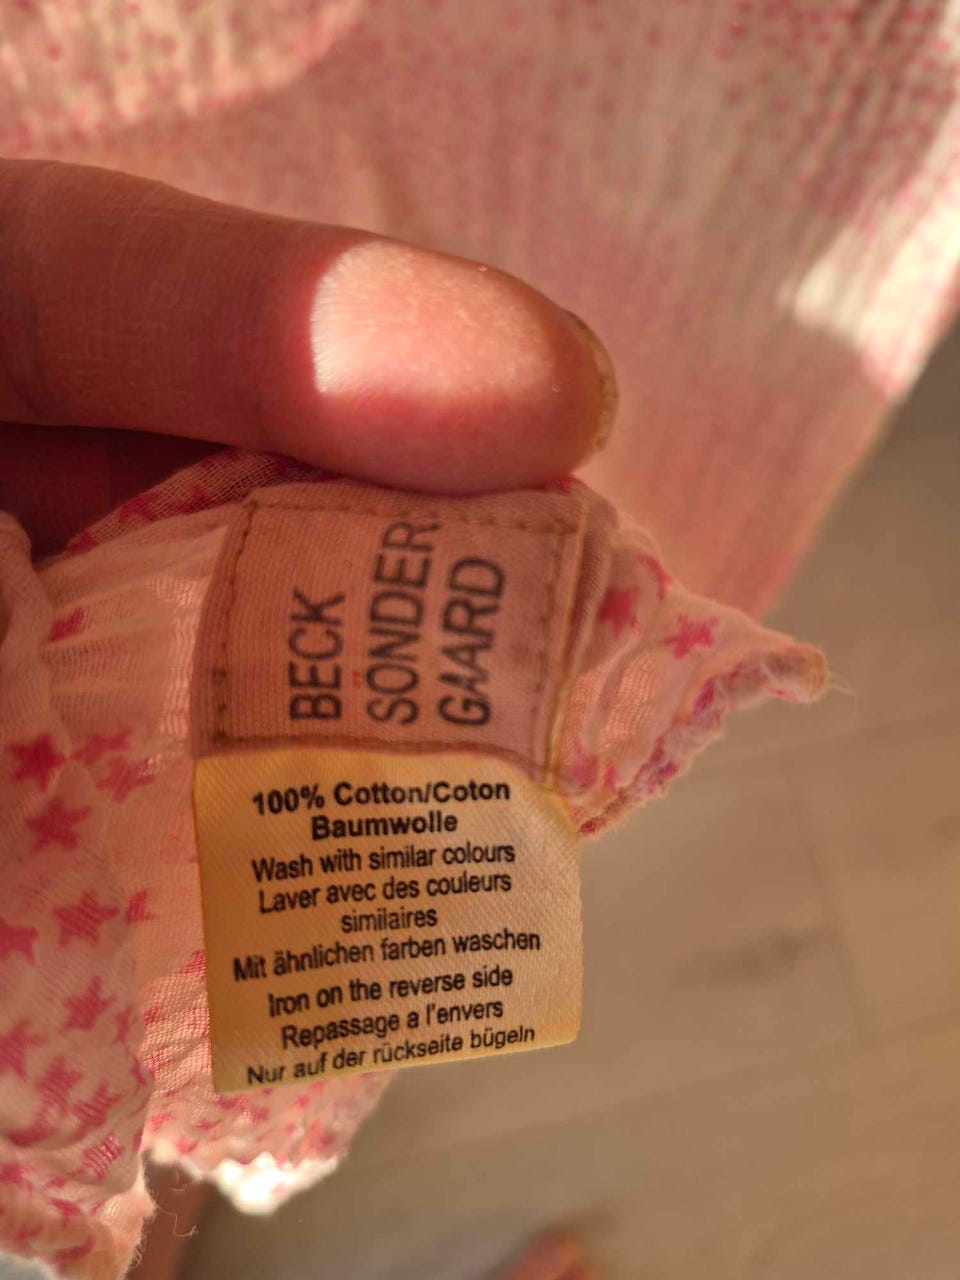 BECK
SÖNDER
GAARD
100% Cotton/Coton
Baumwolle
Wash with similar colours
Laver avec des couleurs
similaires
Mit ähnlichen farben waschen
Iron on the reverse side
Repassage a l'envers
Nur auf der rückseite bügeln